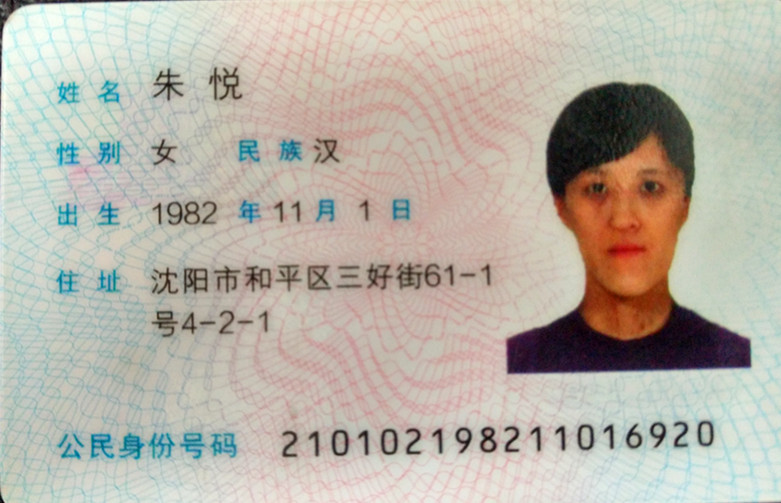 姓名 朱悦
性别 女 民族 汉
出生 1982 年 11 月 1 日
住址 沈阳市和平区三好街61-1
号4-2-1
公民身份号码 210102198211016920